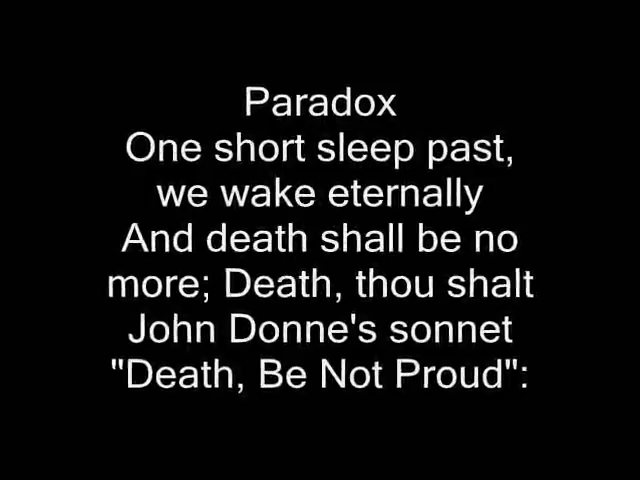 Paradox
One short sleep past,
we wake eternally
And death shall be no
more; Death, thou shalt
John Donne's sonnet
"Death, Be Not Proud":